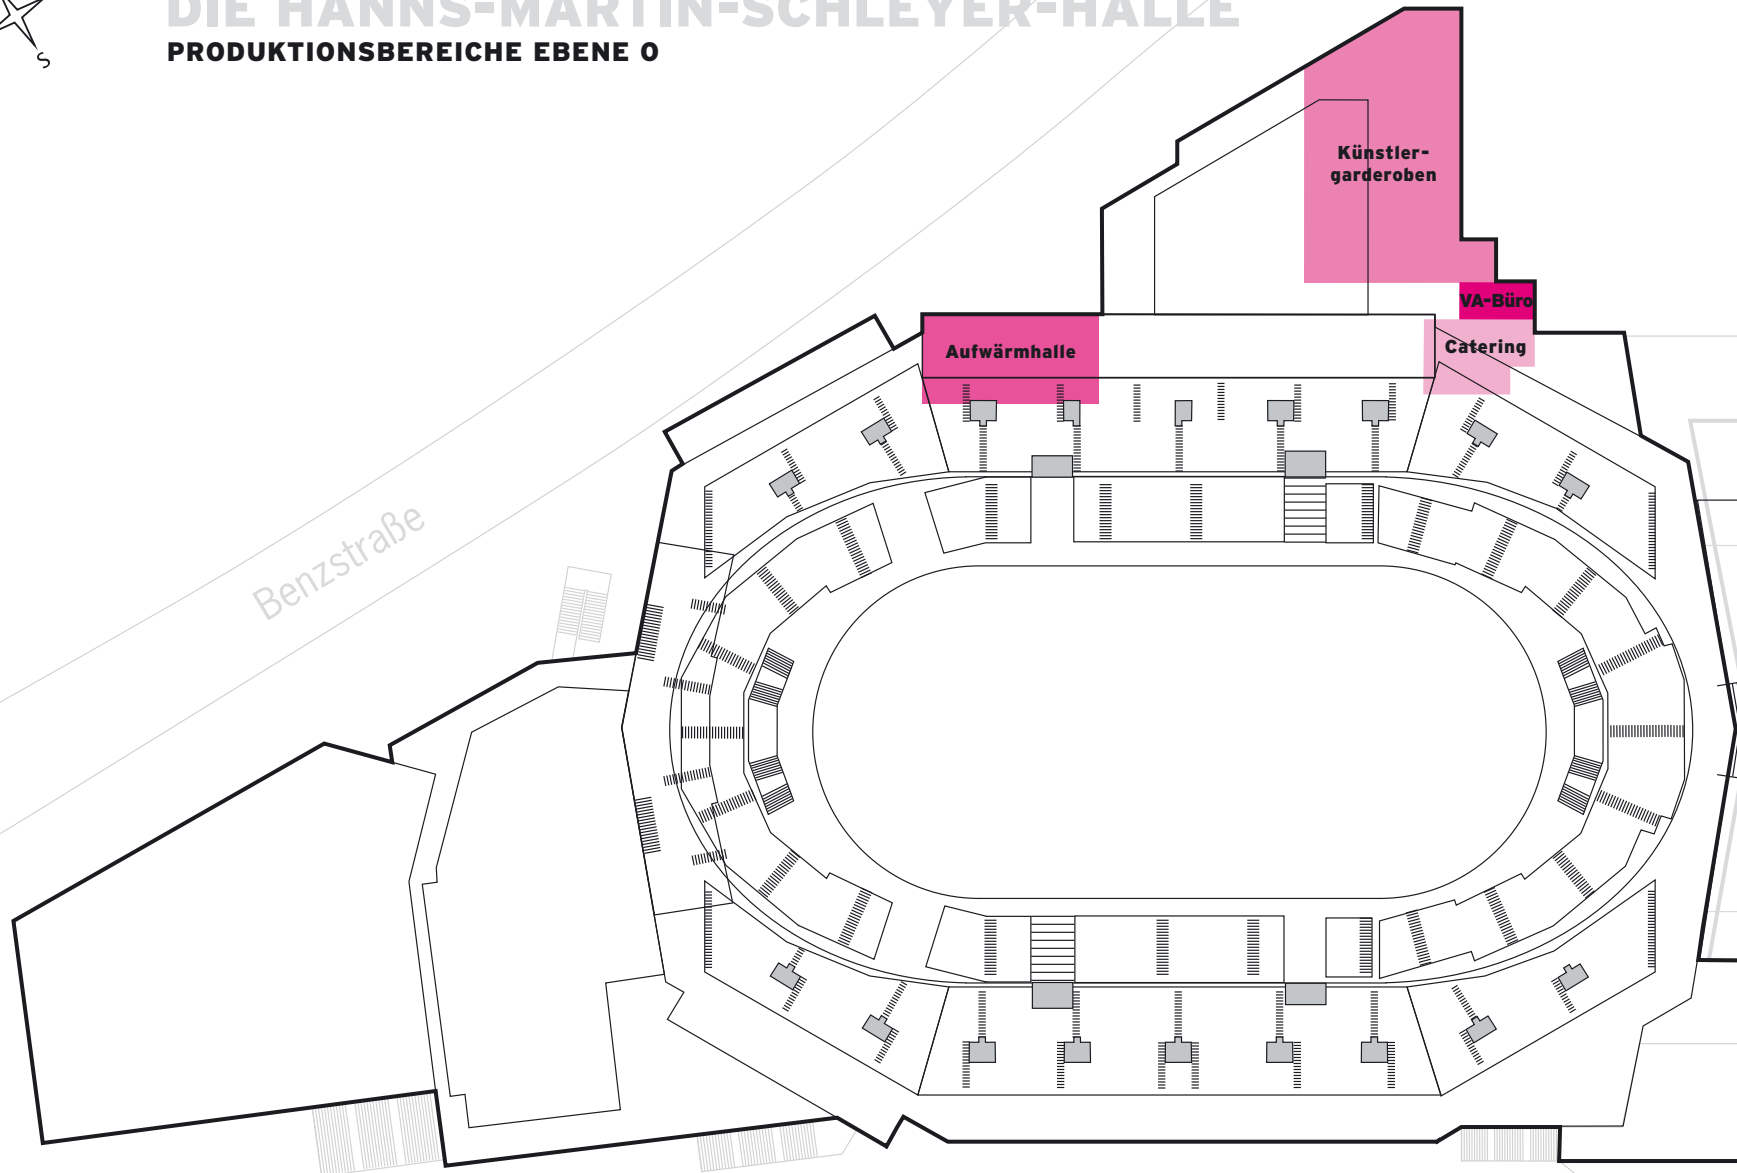 DIE HANNS-MARTIN-SCHLEYER-HALLE
PRODUKTIONSBEREICHE EBENE 0
S
Künstler-
garderoben
VA-Büro
Aufwärmhalle
Catering
Benzstraße